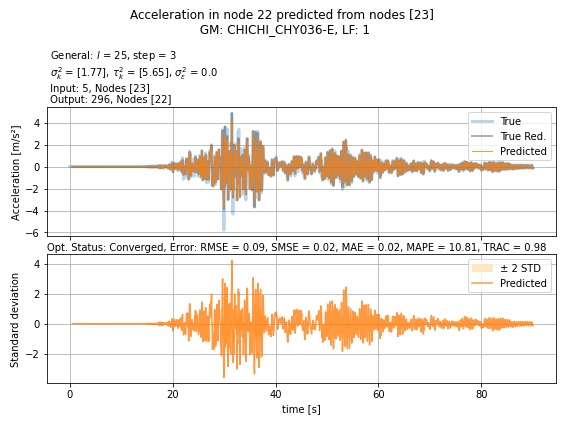 Acceleration in node 22 predicted from nodes [23]
GM: CHICHI_CHY036-E, LF: 1
General: l = 25, step = 3
σ²ₖ = [1.77], τ²ₖ = [5.65], σ²ε = 0.0
Input: 5, Nodes [23]
Output: 296, Nodes [22]
Acceleration [m/s²]
4
2
0
−2
−4
−6
True
True Red.
Predicted
Opt. Status: Converged, Error: RMSE = 0.09, SMSE = 0.02, MAE = 0.02, MAPE = 10.81, TRAC = 0.98
Standard deviation
4
2
0
−2
± 2 STD
Predicted
0 20 40 60 80
time [s]